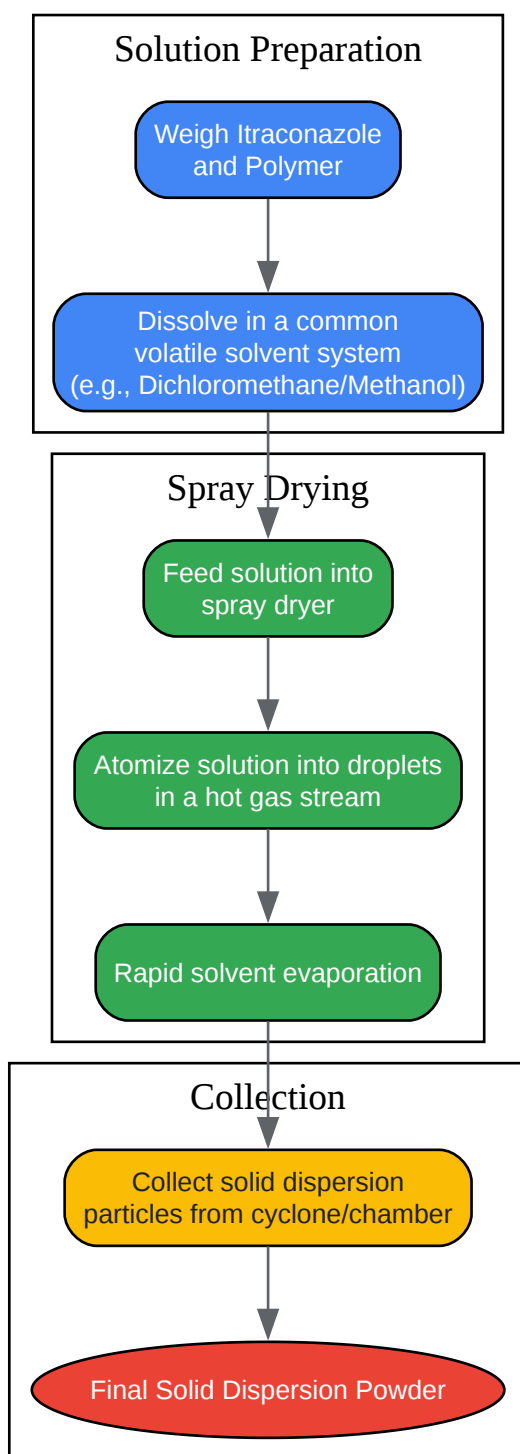 Solution Preparation
Weigh Itraconazole
and Polymer
Dissolve in a common
volatile solvent system
(e.g., Dichloromethane/Methanol)
Spray Drying
Feed solution into
spray dryer
Atomize solution into droplets
in a hot gas stream
Rapid solvent evaporation
Collection
Collect solid dispersion
particles from cyclone/chamber
Final Solid Dispersion Powder